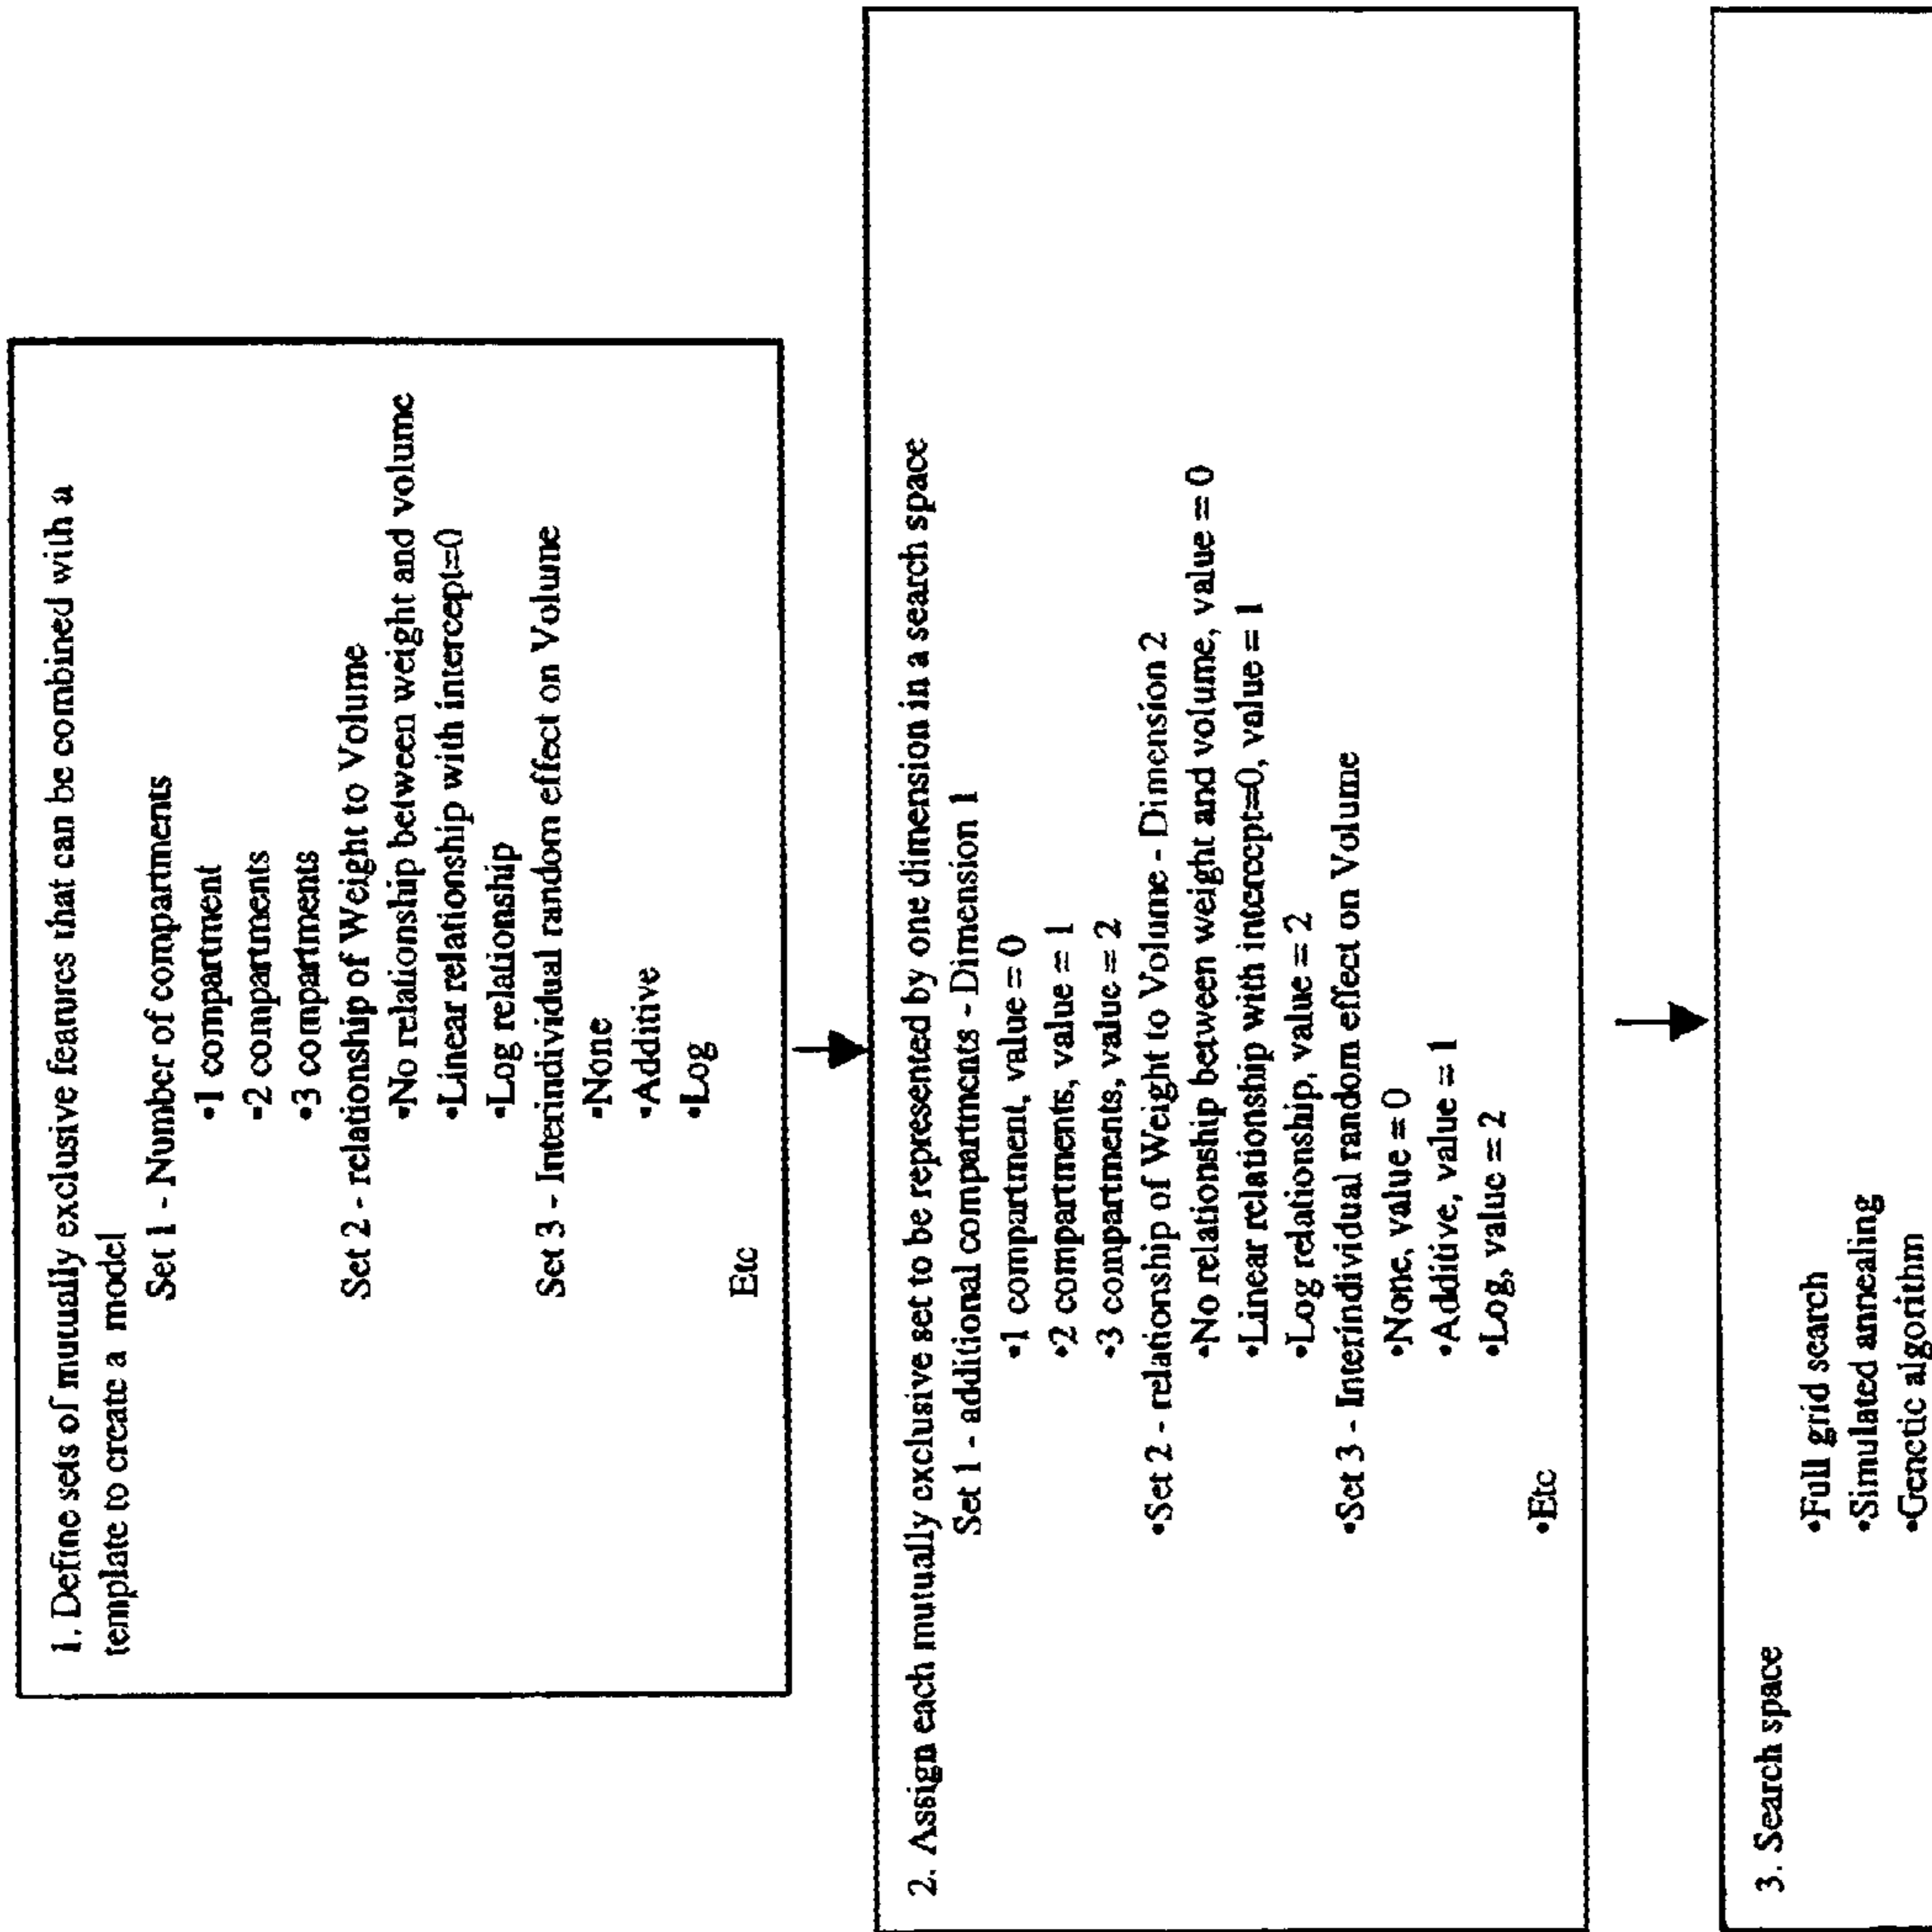 1. Define sets of mutually exclusive features that can be combined with a
template to create a model
Set 1 - Number of compartments
•1 compartment
•2 compartments
•3 compartments
Set 2 - relationship of Weight to Volume
•No relationship between weight and volume
•Linear relationship with intercept=0
•Log relationship
Set 3 - Interindividual random effect on Volume
•None
•Additive
•Log
Etc
2. Assign each mutually exclusive set to be represented by one dimension in a search space
Set 1 - additional compartments - Dimension 1
•1 compartment, value = 0
•2 compartments, value = 1
•3 compartments, value = 2
•Set 2 - relationship of Weight to Volume - Dimension 2
•No relationship between weight and volume, value = 0
•Linear relationship with intercept=0, value = 1
•Log relationship, value = 2
•Set 3 - Interindividual random effect on Volume
•None, value = 0
•Additive, value = 1
•Log, value = 2
•Etc
3. Search space
•Full grid search
•Simulated annealing
•Genetic algorithm